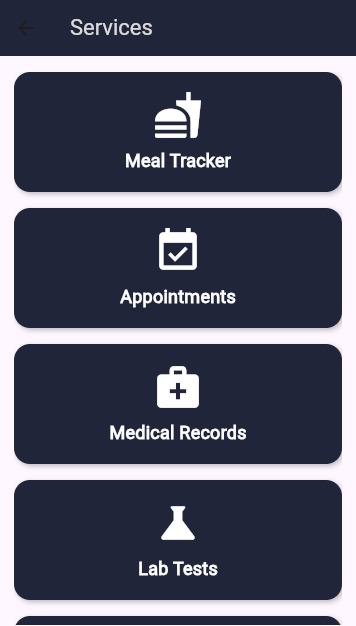 Services
Meal Tracker
Appointments
Medical Records
Lab Tests